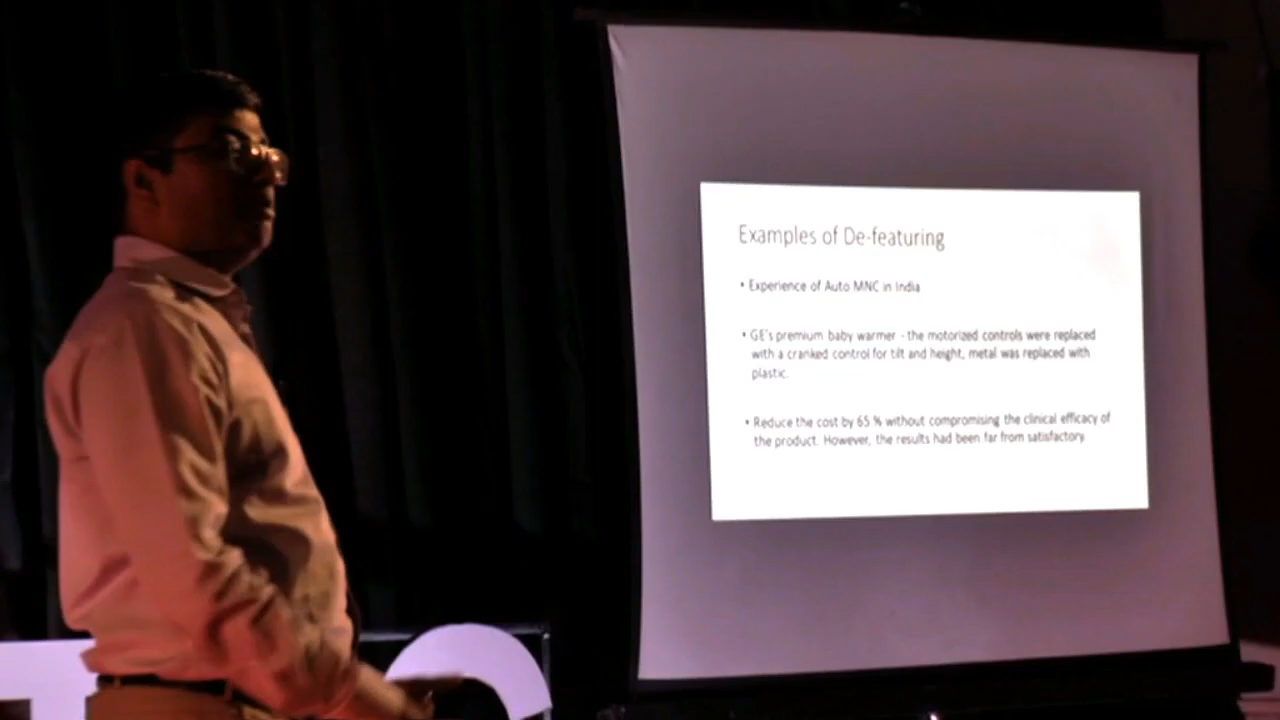 Examples of De-featuring
• Experience of Auto MNC in India
• GE's premium baby warmer - the motorized controls were replaced
with a cranked control for tilt and height, metal was replaced with
plastic.
• Reduce the cost by 65 % without compromising the clinical efficacy of
the product. However, the results had been far from satisfactory.